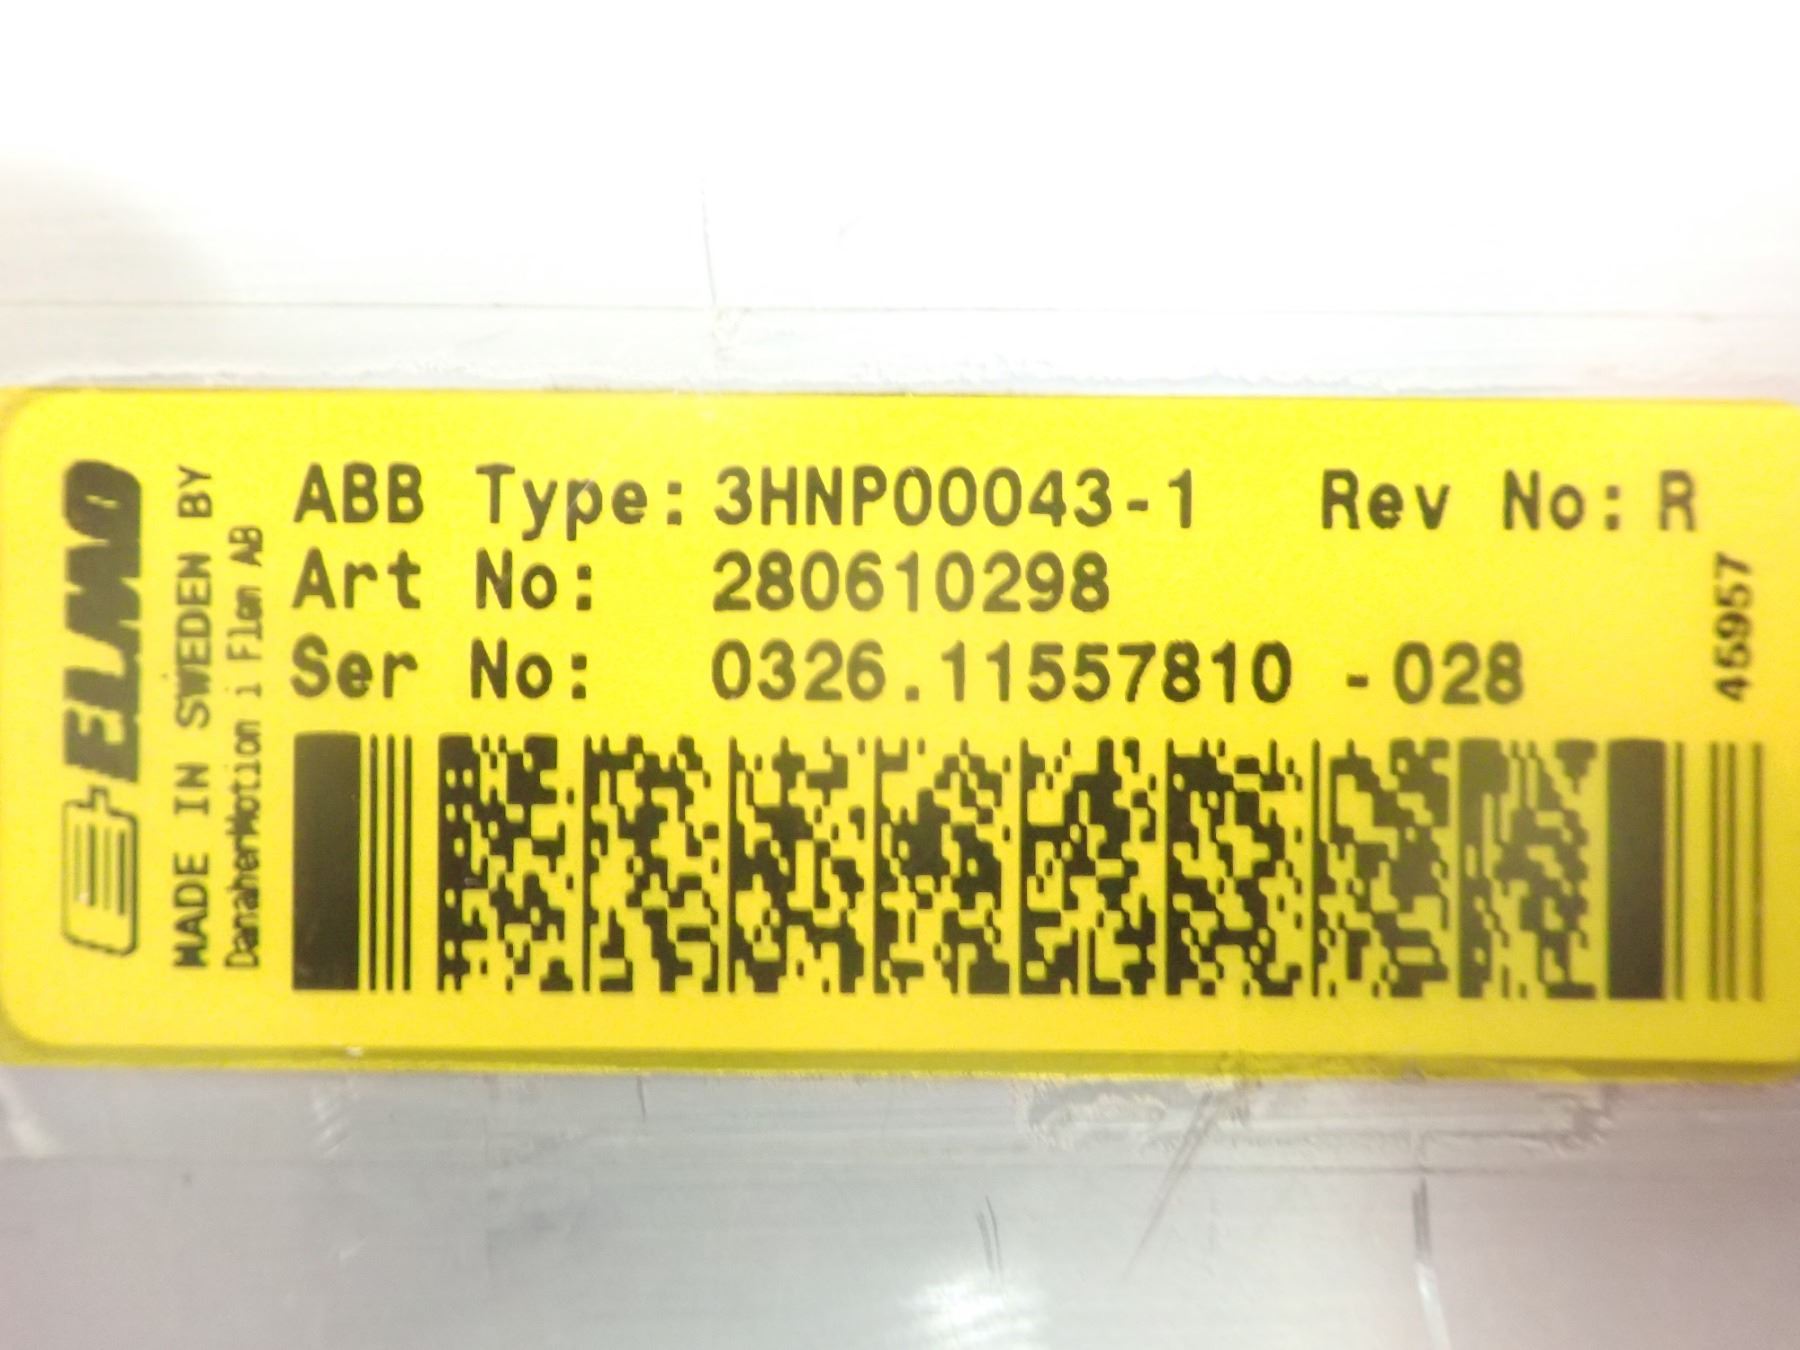 ELMO
MADE IN SWEDEN BY
DanaherMotion i Flen AB
ABB Type: 3HNP00043-1 Rev No: R
Art No: 280610298
Ser No: 0326.11557810 -028
45957